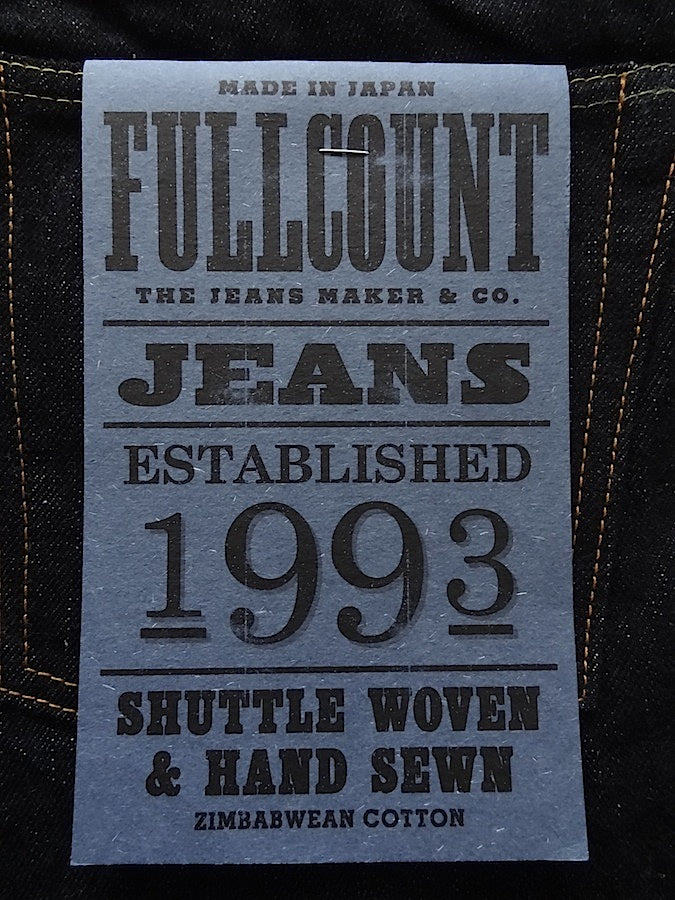 MADE IN JAPAN
FULLCOUNT
THE JEANS MAKER & CO.
JEANS
ESTABLISHED
1993
SHUTTLE WOVEN
& HAND SEWN
ZIMBABWEAN COTTON